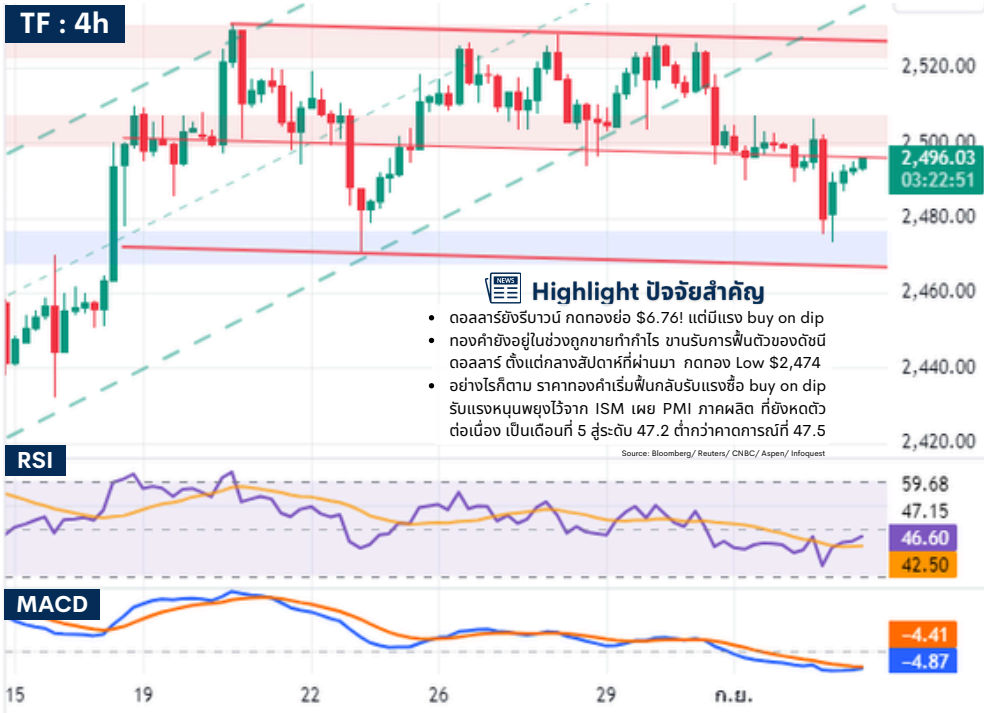 TF : 4h
2,520.00
2,500.00
2,496.03
03:22:51
2,480.00
2,460.00
2,440.00
2,420.00
NEWS
Highlight ปัจจัยสำคัญ
• ดอลลาร์ยังรีบาวน์ กดทองย่อ $6.76! แต่มีแรง buy on dip
• ทองคำยังอยู่ในช่วงถูกขายทำกำไร ขานรับการฟื้นตัวของดัชนี
ดอลลาร์ ตั้งแต่กลางสัปดาห์ที่ผ่านมา กดทอง Low $2,474
• อย่างไรก็ตาม ราคาทองคำเริ่มฟื้นกลับรับแรงซื้อ buy on dip
รับแรงหนุนพยุงไว้จาก ISM เผย PMI ภาคผลิต ที่ยังหดตัว
ต่อเนื่อง เป็นเดือนที่ 5 สู่ระดับ 47.2 ต่ำกว่าคาดการณ์ที่ 47.5
Source: Bloomberg/ Reuters/ CNBC/ Aspen/ Infoquest
RSI
59.68
47.15
46.60
42.50
MACD
−4.41
−4.87
15 19 22 26 29 ก.ย.